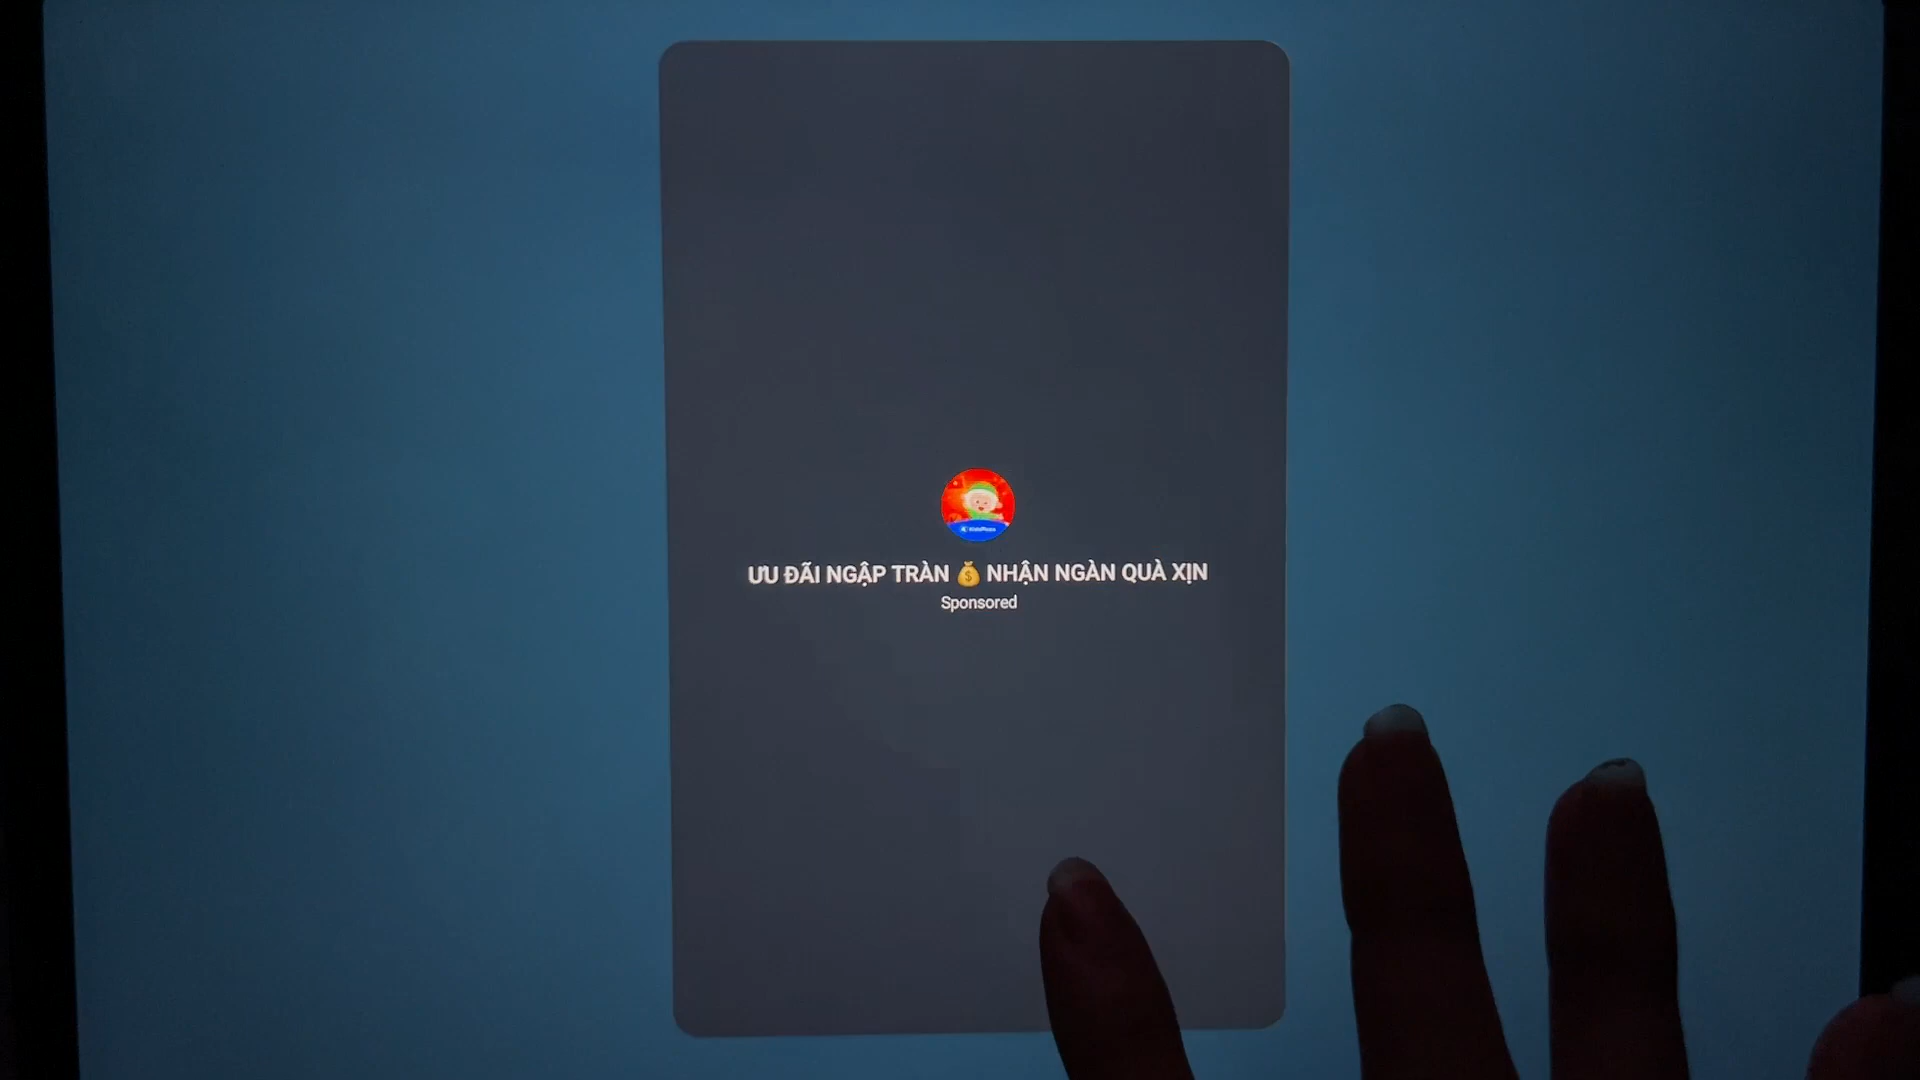 ƯU ĐÃI NGẬP TRÀN 💰 NHẬN NGÀN QUÀ XỊN
Sponsored